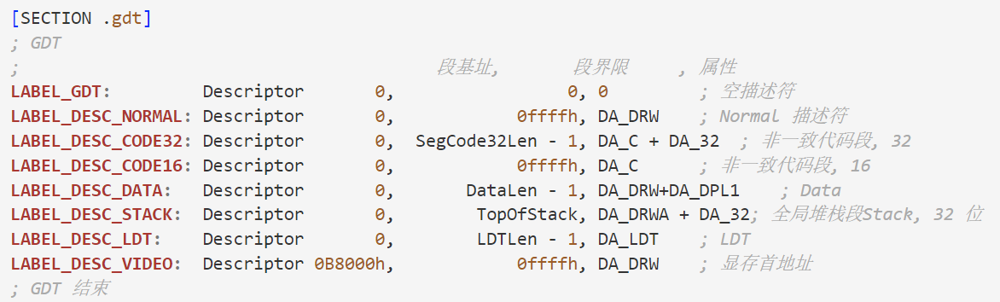 [SECTION .gdt]
; GDT
;                                         段基址,       段界限     , 属性
LABEL_GDT:         Descriptor       0,                 0, 0         ; 空描述符
LABEL_DESC_NORMAL: Descriptor       0,            0ffffh, DA_DRW    ; Normal 描述符
LABEL_DESC_CODE32: Descriptor       0,  SegCode32Len - 1, DA_C + DA_32  ; 非一致代码段, 32
LABEL_DESC_CODE16: Descriptor       0,            0ffffh, DA_C      ; 非一致代码段, 16
LABEL_DESC_DATA:   Descriptor       0,       DataLen - 1, DA_DRW+DA_DPL1    ; Data
LABEL_DESC_STACK:  Descriptor       0,        TopOfStack, DA_DRWA + DA_32; 全局堆栈段Stack, 32 位
LABEL_DESC_LDT:    Descriptor       0,        LDTLen - 1, DA_LDT    ; LDT
LABEL_DESC_VIDEO:  Descriptor 0B8000h,            0ffffh, DA_DRW    ; 显存首地址
; GDT 结束